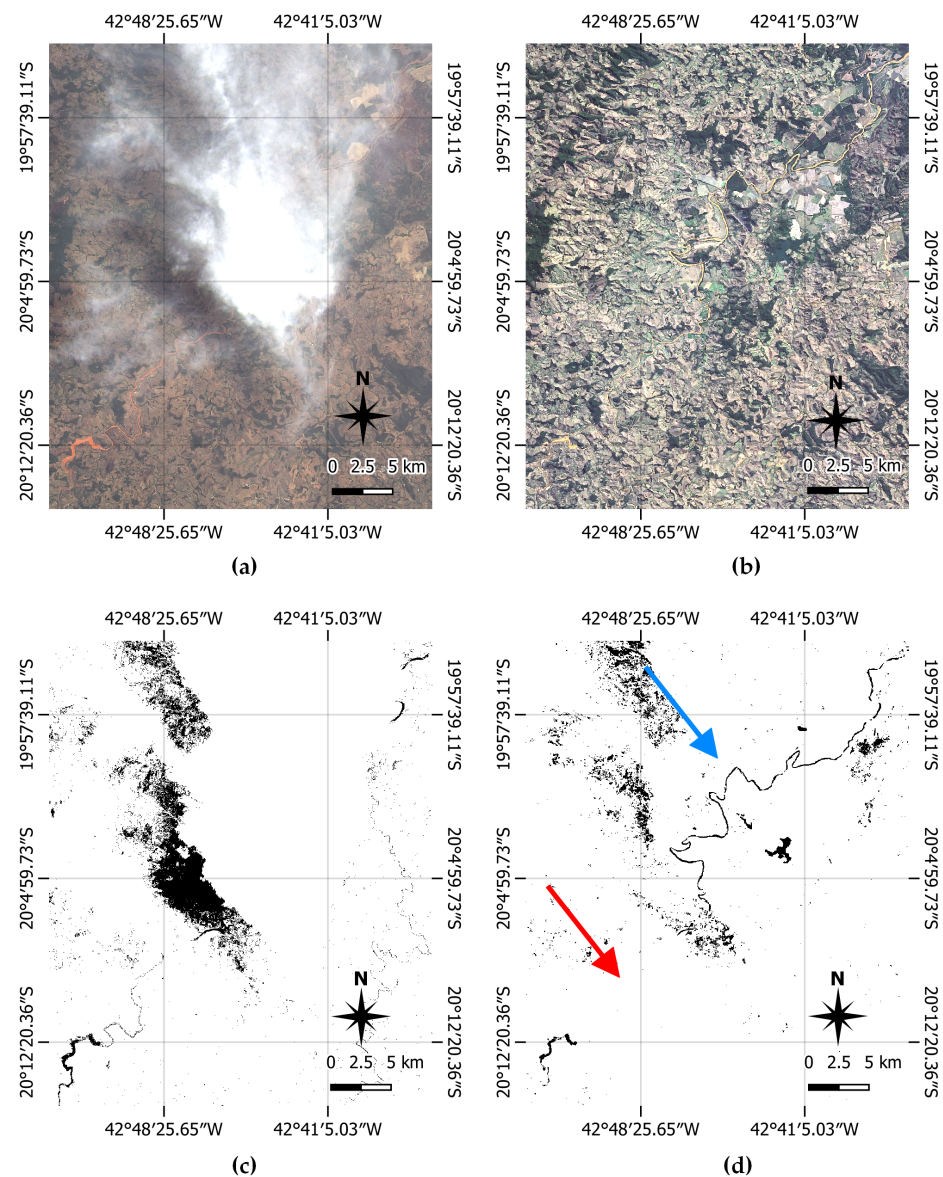 42°48′25.65″W 42°41′5.03″W 42°48′25.65″W 42°41′5.03″W
19°57′39.11″S 19°57′39.11″S 19°57′39.11″S 19°57′39.11″S
20°4′59.73″S 20°4′59.73″S 20°4′59.73″S 20°4′59.73″S
N N
20°12′20.36″S 20°12′20.36″S 20°12′20.36″S 20°12′20.36″S
0 2.5 5 km 0 2.5 5 km
42°48′25.65″W 42°41′5.03″W 42°48′25.65″W 42°41′5.03″W
(a) (b)
42°48′25.65″W 42°41′5.03″W 42°48′25.65″W 42°41′5.03″W
19°57′39.11″S 19°57′39.11″S 19°57′39.11″S 19°57′39.11″S
20°4′59.73″S 20°4′59.73″S 20°4′59.73″S 20°4′59.73″S
N N
20°12′20.36″S 20°12′20.36″S 20°12′20.36″S 20°12′20.36″S
0 2.5 5 km 0 2.5 5 km
42°48′25.65″W 42°41′5.03″W 42°48′25.65″W 42°41′5.03″W
(c) (d)